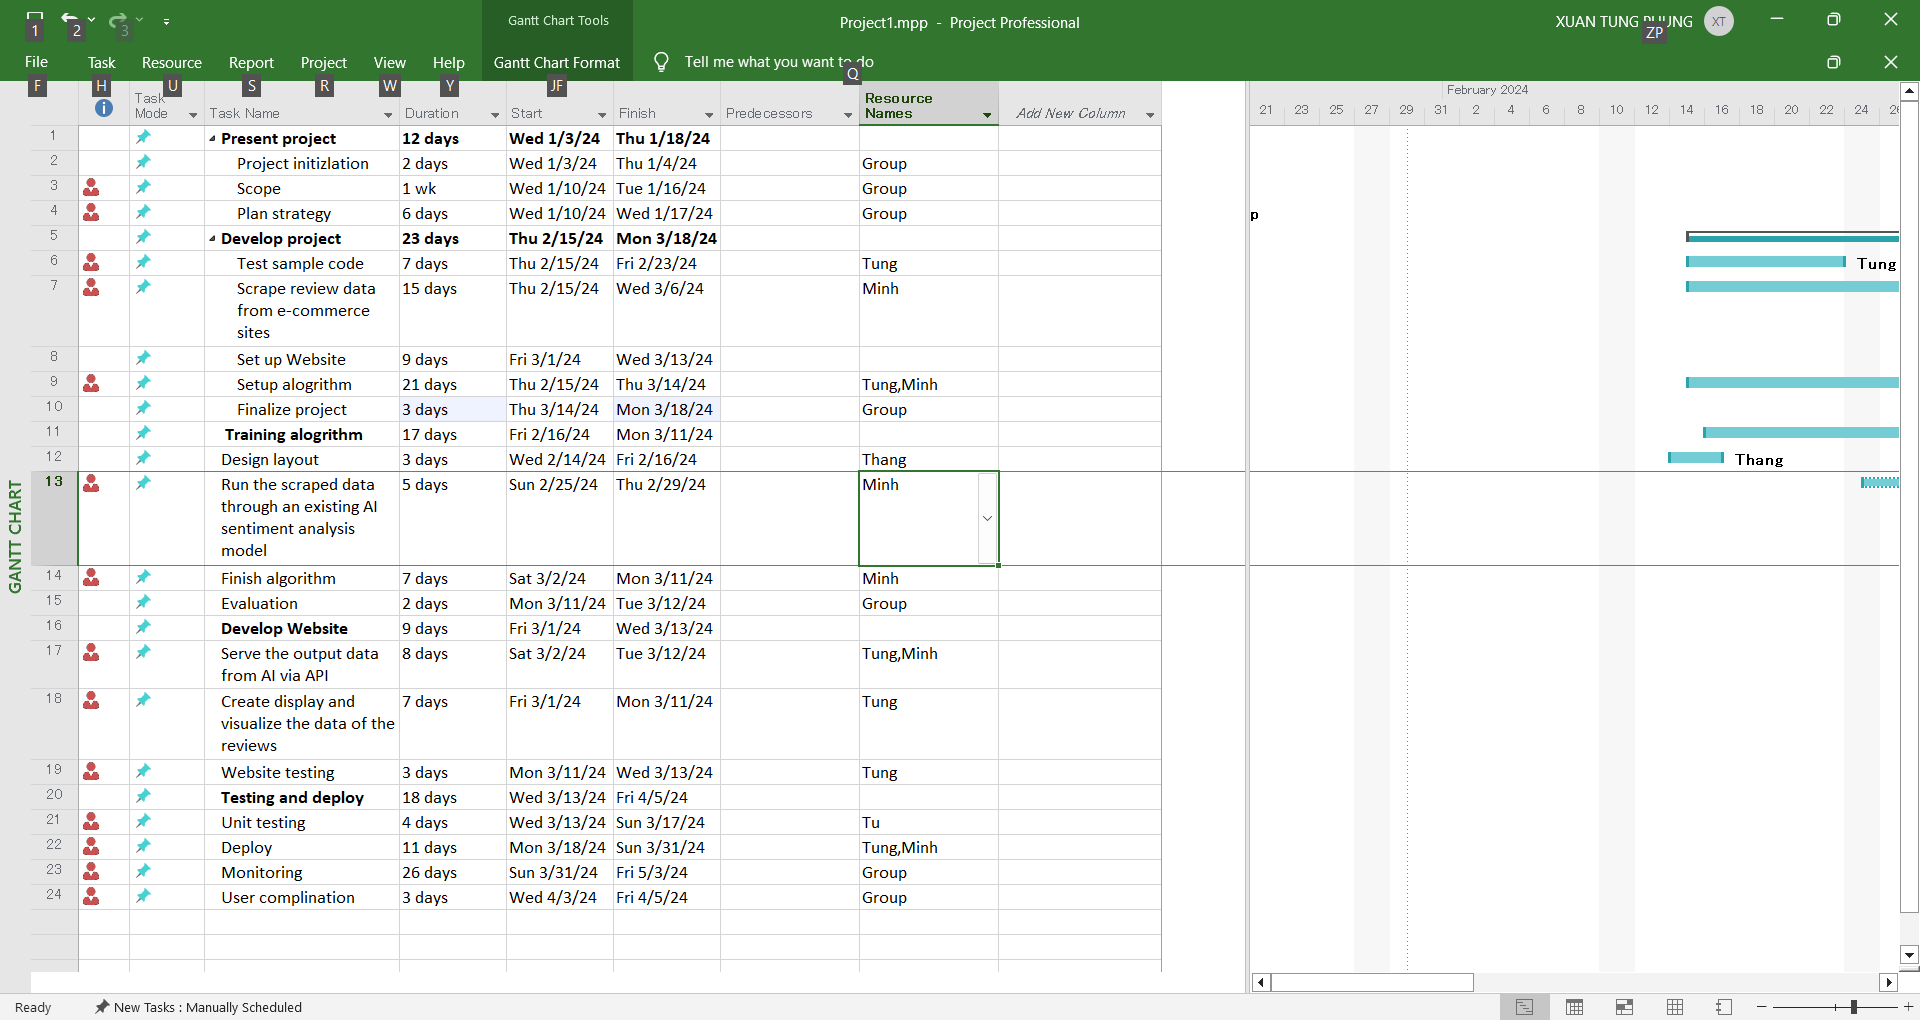 Gantt Chart Tools
Project1.mpp - Project Professional
XUAN TUNG PHUNG
XT
1
2
3
ZP
File
Task
Resource
Report
Project
View
Help
Gantt Chart Format
Tell me what you want to do
F
H
U
S
R
W
Y
JF
Q
Task Mode
Task Name
Duration
Start
Finish
Predecessors
Resource Names
Add New Column
February 2024
21 23 25 27 29 31 2 4 6 8 10 12 14 16 18 20 22 24
1 Present project 12 days Wed 1/3/24 Thu 1/18/24
2 Project initizlation 2 days Wed 1/3/24 Thu 1/4/24 Group
3 Scope 1 wk Wed 1/10/24 Tue 1/16/24 Group
4 Plan strategy 6 days Wed 1/10/24 Wed 1/17/24 Group
p
5 Develop project 23 days Thu 2/15/24 Mon 3/18/24
6 Test sample code 7 days Thu 2/15/24 Fri 2/23/24 Tung
Tung
7 Scrape review data 15 days Thu 2/15/24 Wed 3/6/24 Minh
from e-commerce
sites
8 Set up Website 9 days Fri 3/1/24 Wed 3/13/24
9 Setup alogrithm 21 days Thu 2/15/24 Thu 3/14/24 Tung,Minh
10 Finalize project 3 days Thu 3/14/24 Mon 3/18/24 Group
11 Training alogrithm 17 days Fri 2/16/24 Mon 3/11/24
12 Design layout 3 days Wed 2/14/24 Fri 2/16/24 Thang
Thang
13 Run the scraped data 5 days Sun 2/25/24 Thu 2/29/24 Minh
through an existing AI
sentiment analysis
model
14 Finish algorithm 7 days Sat 3/2/24 Mon 3/11/24 Minh
15 Evaluation 2 days Mon 3/11/24 Tue 3/12/24 Group
16 Develop Website 9 days Fri 3/1/24 Wed 3/13/24
17 Serve the output data 8 days Sat 3/2/24 Tue 3/12/24 Tung,Minh
from AI via API
18 Create display and 7 days Fri 3/1/24 Mon 3/11/24 Tung
visualize the data of the
reviews
19 Website testing 3 days Mon 3/11/24 Wed 3/13/24 Tung
20 Testing and deploy 18 days Wed 3/13/24 Fri 4/5/24
21 Unit testing 4 days Wed 3/13/24 Sun 3/17/24 Tu
22 Deploy 11 days Mon 3/18/24 Sun 3/31/24 Tung,Minh
23 Monitoring 26 days Sun 3/31/24 Fri 5/3/24 Group
24 User complination 3 days Wed 4/3/24 Fri 4/5/24 Group
GANTT CHART
Ready
New Tasks : Manually Scheduled